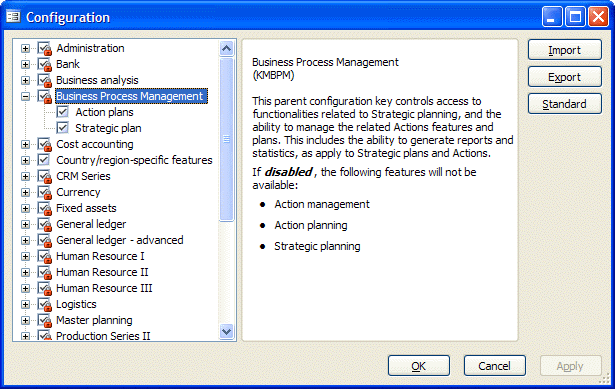 Configuration
Administration
Bank
Business analysis
Business Process Management
Action plans
Strategic plan
Cost accounting
Country/region-specific features
CRM Series
Currency
Fixed assets
General ledger
General ledger - advanced
Human Resource I
Human Resource II
Human Resource III
Logistics
Master planning
Production Series II
Business Process Management
(KMBPM)
This parent configuration key controls access to
functionalities related to Strategic planning, and the
ability to manage the related Actions features and
plans. This includes the ability to generate reports and
statistics, as apply to Strategic plans and Actions.
If disabled, the following features will not be
available:
● Action management
● Action planning
● Strategic planning
Import
Export
Standard
OK
Cancel
Apply